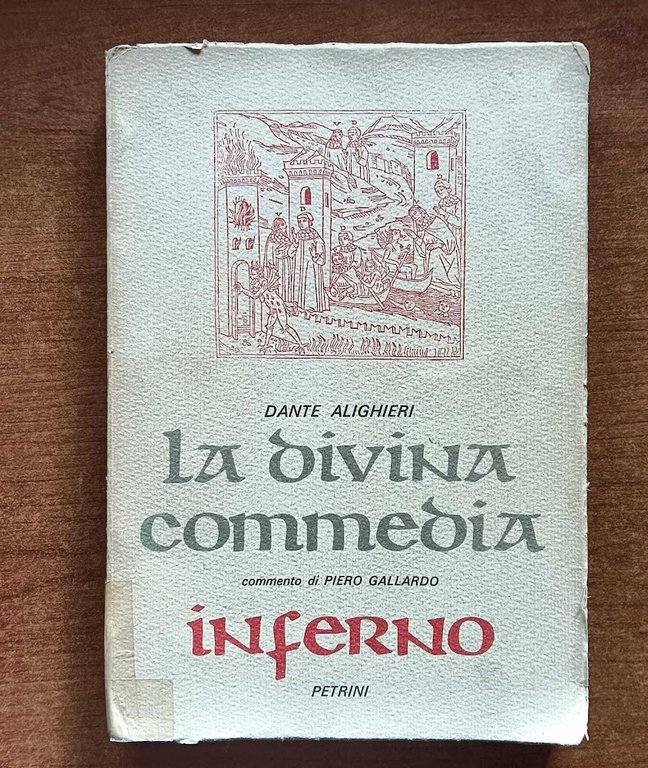 DANTE ALIGHIERI
La divina
commedia
commento di PIERO GALLARDO
inferno
PETRINI